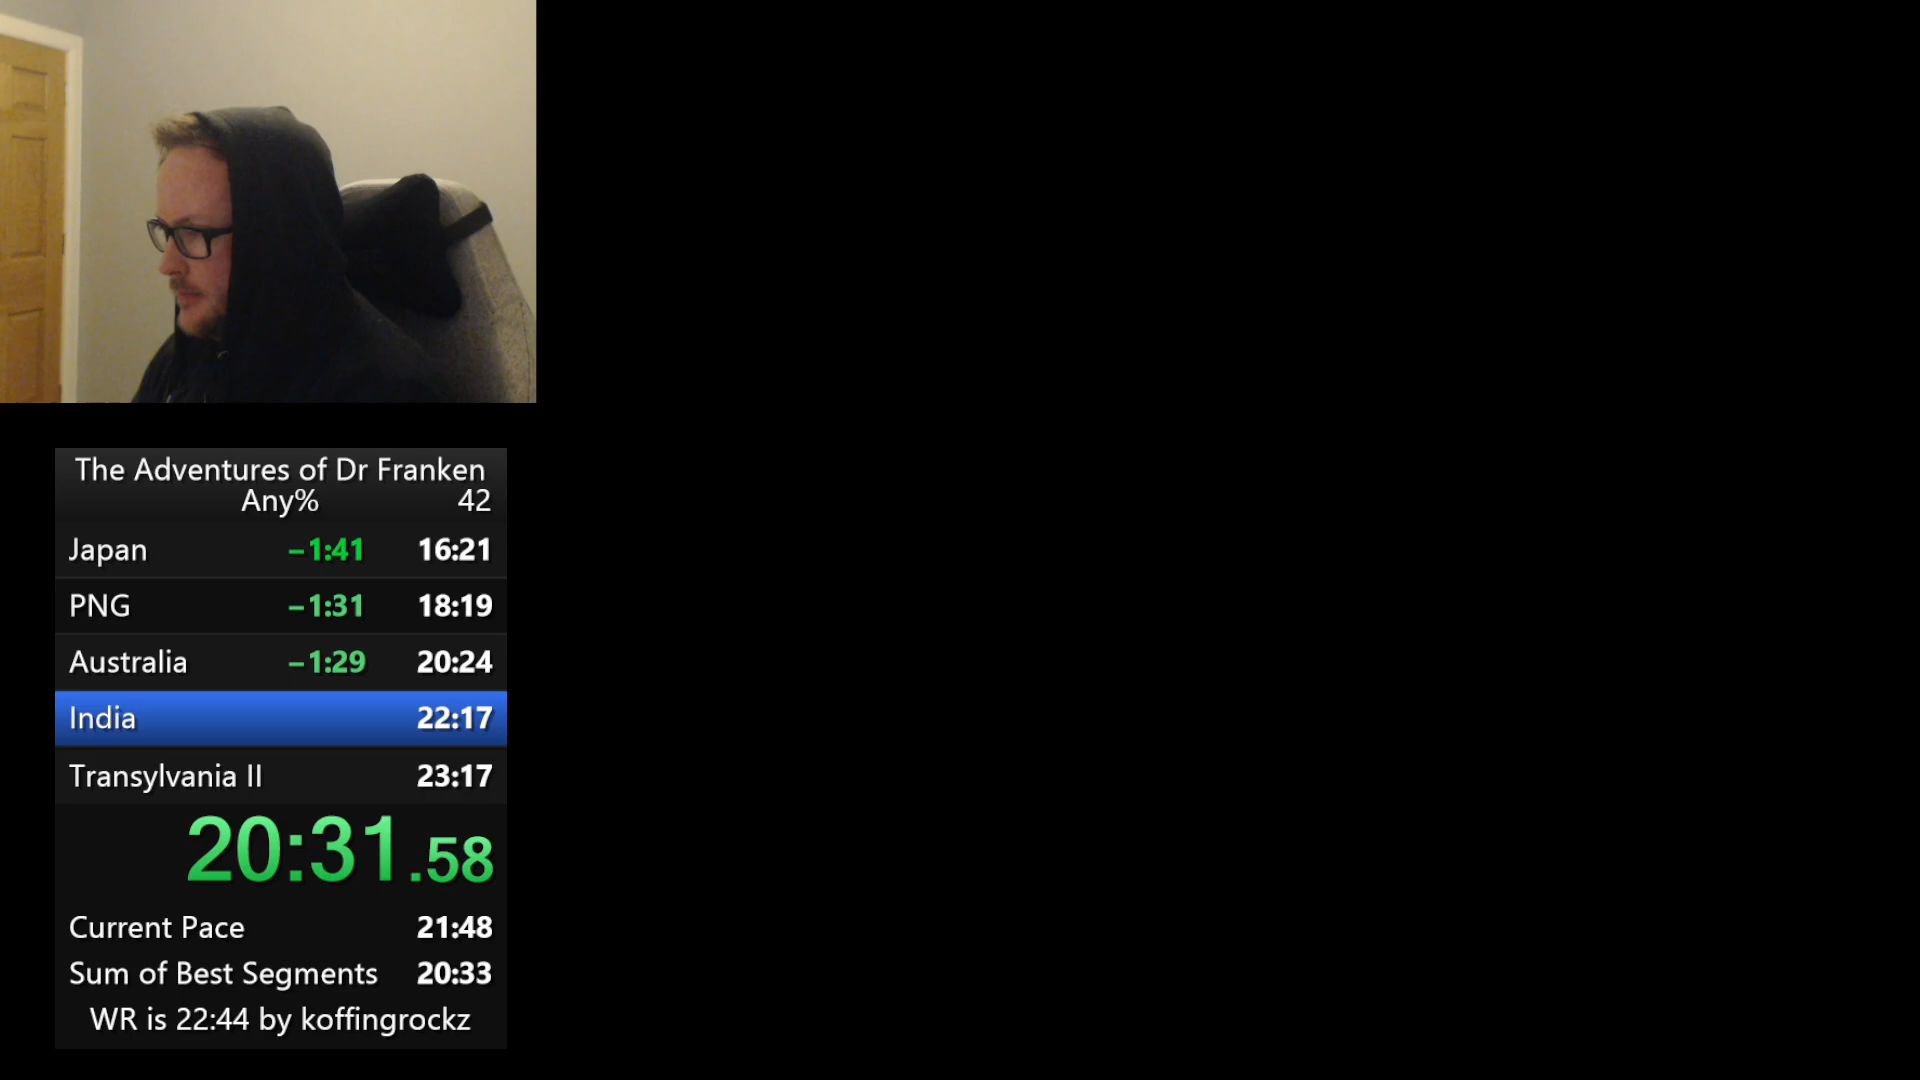 The Adventures of Dr Franken
Any% 42
Japan −1:41 16:21
PNG −1:31 18:19
Australia −1:29 20:24
India 22:17
Transylvania II 23:17
20:31.58
Current Pace 21:48
Sum of Best Segments 20:33
WR is 22:44 by koffingrockz